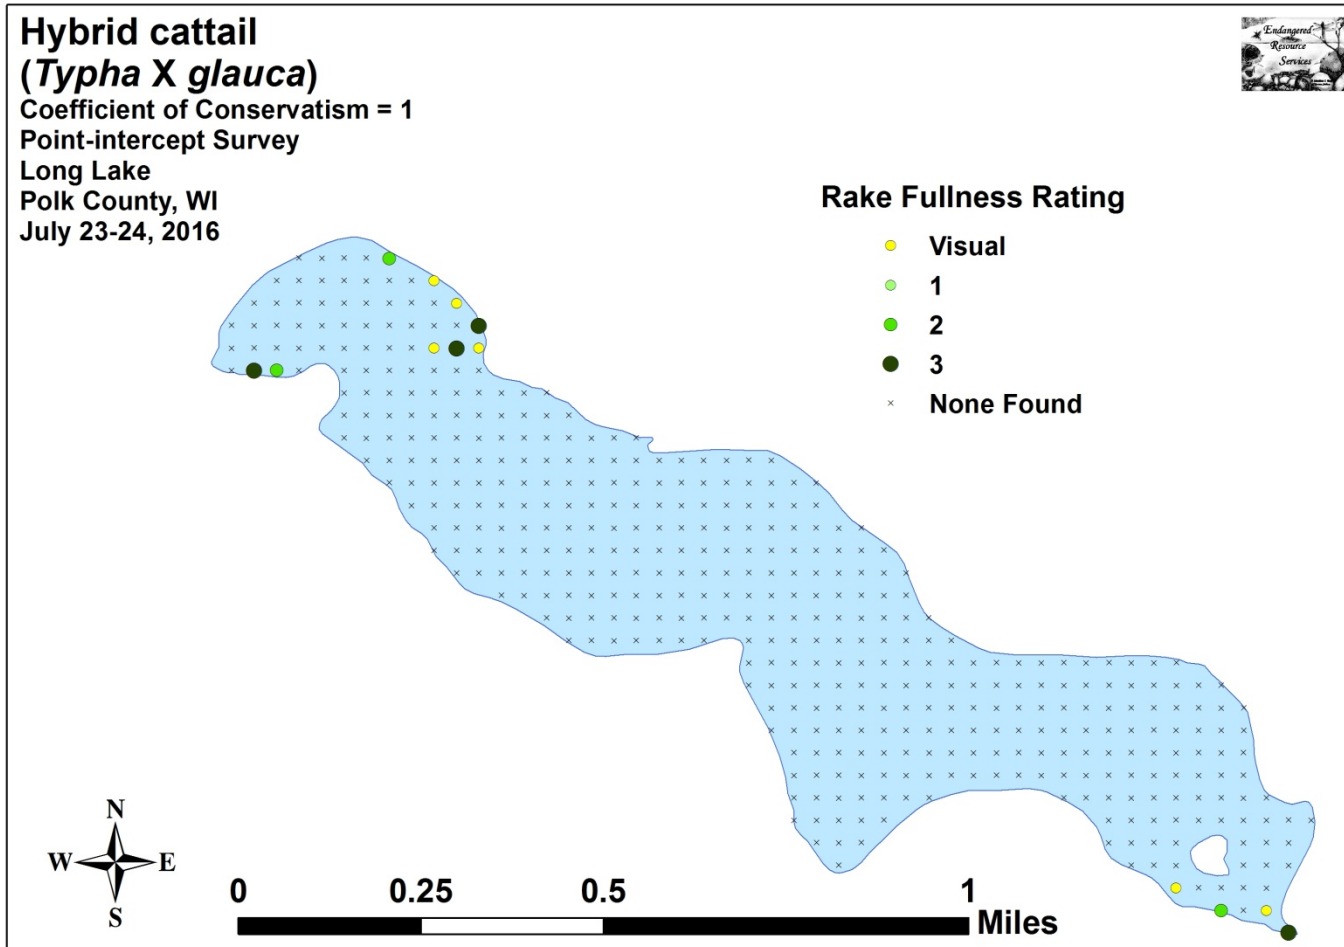 Hybrid cattail
(Typha X glauca)
Coefficient of Conservatism = 1
Point-intercept Survey
Long Lake
Polk County, WI
July 23-24, 2016
Endangered
Resource
Services
Rake Fullness Rating
Visual
1
2
3
None Found
N
W E
S
0 0.25 0.5 1
Miles